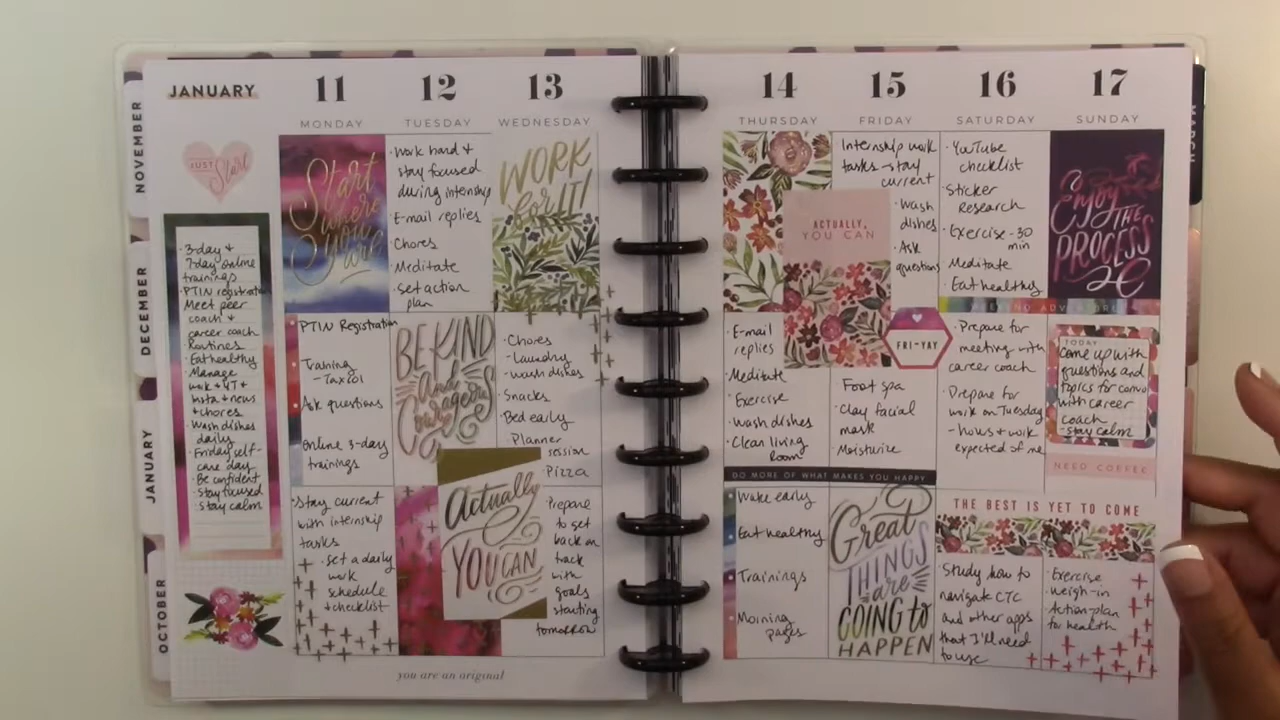 JANUARY
11
12
13
MONDAY
TUESDAY
WEDNESDAY
14
15
16
17
THURSDAY
FRIDAY
SATURDAY
SUNDAY
NOVEMBER
DECEMBER
JANUARY
OCTOBER
MARCH
JUST
Start
· 3-day +
7 day online
trainings
· PTIN registrate
Meet peer
coach +
career coach
· Routines
· Eat healthy
· Manage
work + YT +
Insta + news
+ chores
· Wash dishes
daily
· Friday self-
care day
· Be confident
· Stay focused
· Stay calm
Start
where
you
are
· PTIN Registration
Training
- Tax101
· Ask questions
Online 3-day
trainings
· Stay current
with internship
tasks
· set a daily
work
schedule
+ checklist
· Work hard +
stay focused
during internship
· E-mail replies
· Chores
· Meditate
· Set action
plan
BE KIND
and
Courageous
Actually
YOU CAN
WORK
for IT!
· Chores
- Laundry
- wash dishes
· Snacks
· Bed early
· Planner
session
· Pizza
Prepare
to get
back on
track
with
goals
starting
tomorrow
you are an original
ACTUALLY,
YOU CAN
· E-mail
replies
· Meditate
· Exercise
· Wash dishes
· Clean living
Room
DO MORE OF WHAT MAKES YOU HAPPY
· Wake early
Eat healthy
Trainings
Morning
pages
Internship work
tasks - stay
current
· Wash
dishes
· Ask
questions
FRI-YAY
Foot spa
· Clay facial
mask
· Moisturize
Great
THINGS
are
GOING to
HAPPEN
· YouTube
checklist
· Sticker
Research
· Exercise - 30
min
· Meditate
· Eat healthy
· Prepare for
meeting with
career coach
· Prepare for
work on Tuesday
- hours + work
expected of me
THE BEST IS YET TO COME
· Study how to
navigate CTC
and other apps
that I'll need
to use
Enjoy
THE
PROCESS
TODAY
Come up with
questions and
topics for convo
with career
coach
- stay calm
NEED COFFEE
· Exercise
· weigh-in
· Action-plan
for health